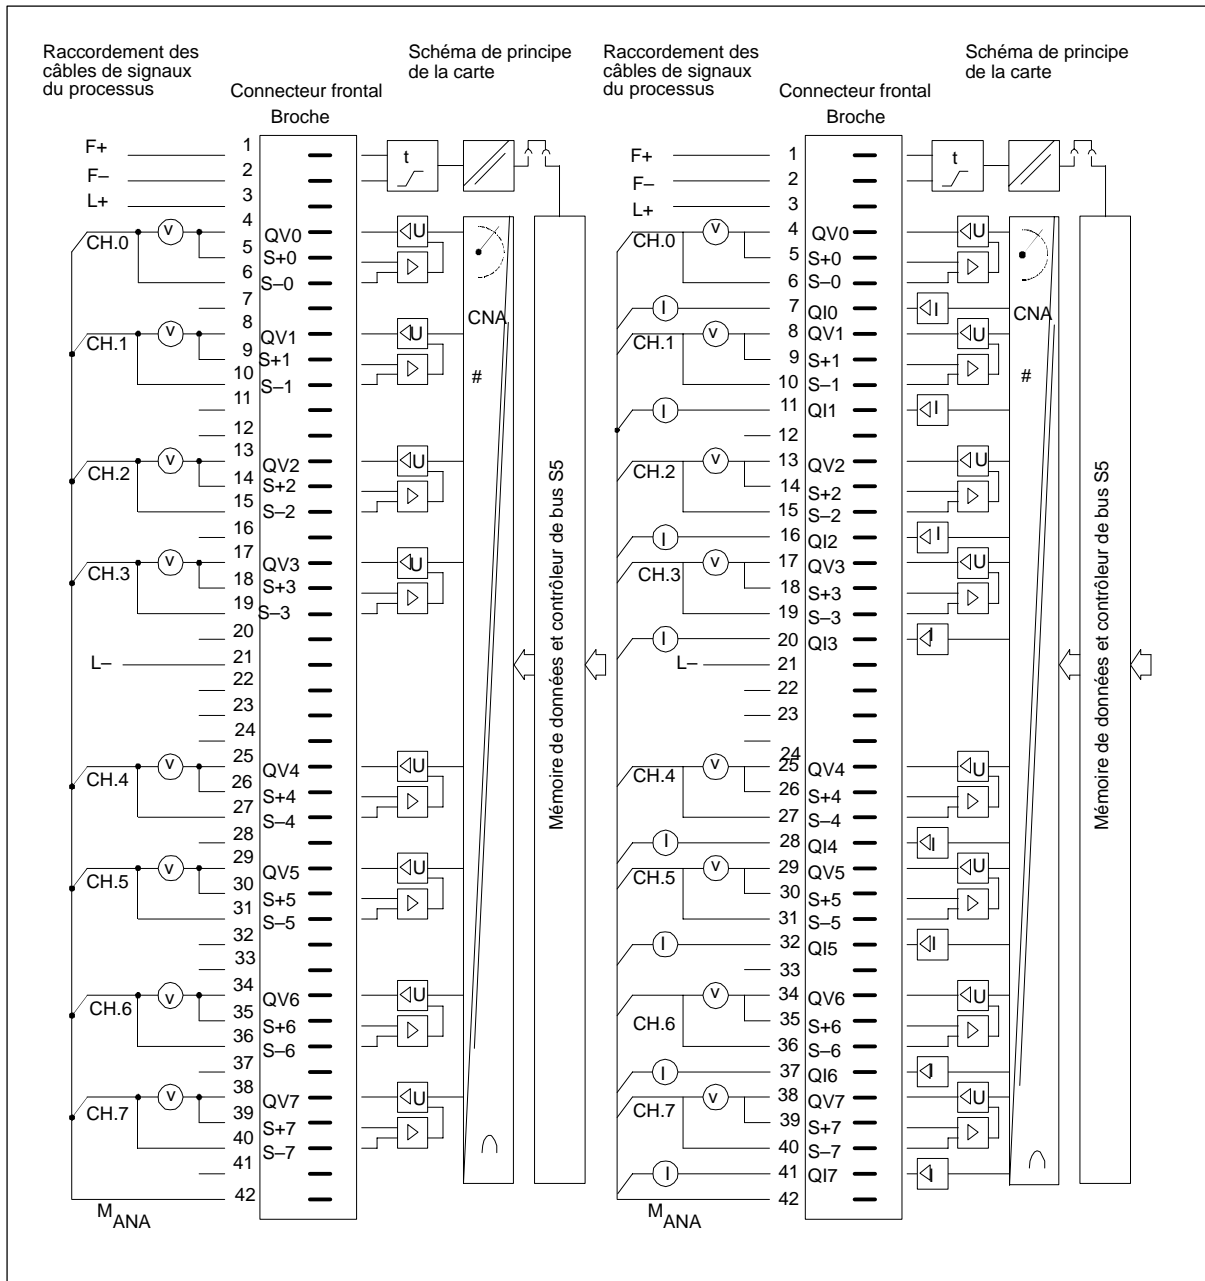 Raccordement des
câbles de signaux
du processus
Schéma de principe
de la carte
Connecteur frontal
Broche
F+ 1
F– 2
L+ 3
t
CH.0 V 4 QV0 U
5 S+0
6 S–0
7
CNA
CH.1 V 8 QV1 U
9 S+1
10 S–1
#
11
12
CH.2 V 13 QV2 U
14 S+2
15 S–2
16
CH.3 V 17 QV3 U
18 S+3
19 S–3
20
L– 21
22
23
24
CH.4 V 25 QV4 U
26 S+4
27 S–4
28
CH.5 V 29 QV5 U
30 S+5
31 S–5
32
33
CH.6 V 34 QV6 U
35 S+6
36 S–6
37
CH.7 V 38 QV7 U
39 S+7
40 S–7
41
42
M ANA
Mémoire de données et contrôleur de bus S5
Raccordement des
câbles de signaux
du processus
Schéma de principe
de la carte
Connecteur frontal
Broche
F+ 1
F– 2
L+ 3
t
CH.0 V 4 QV0 U
5 S+0
6 S–0
I 7 QI0 I
CNA
CH.1 V 8 QV1 U
9 S+1
10 S–1
#
I 11 QI1 I
12
CH.2 V 13 QV2 U
14 S+2
15 S–2
I 16 QI2 I
CH.3 V 17 QV3 U
18 S+3
19 S–3
I 20 QI3 I
L– 21
22
23
24
CH.4 V 25 QV4 U
26 S+4
27 S–4
I 28 QI4 I
CH.5 V 29 QV5 U
30 S+5
31 S–5
I 32 QI5 I
33
CH.6 V 34 QV6 U
35 S+6
36 S–6
I 37 QI6 I
CH.7 V 38 QV7 U
39 S+7
40 S–7
I 41 QI7 I
42
M ANA
Mémoire de données et contrôleur de bus S5